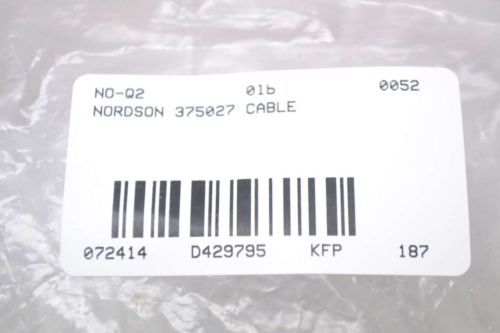 NO-Q2 01b 0052
NORDSON 375027 CABLE
072414 D429795 KFP 187